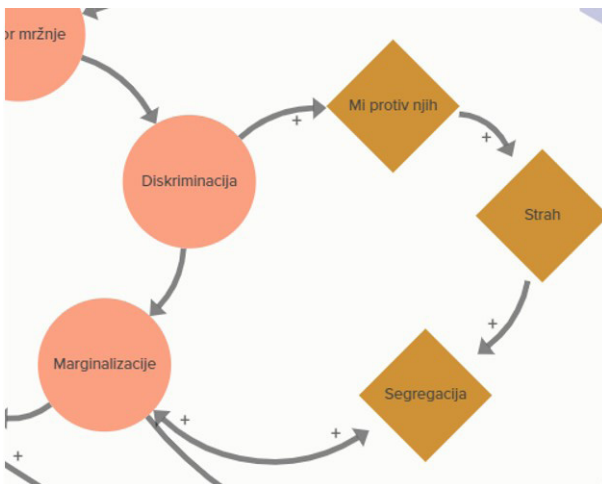 or mržnje
Mi protiv njih
+
+
Diskriminacija
Strah
+
Marginalizacije
Segregacija
+
+
+